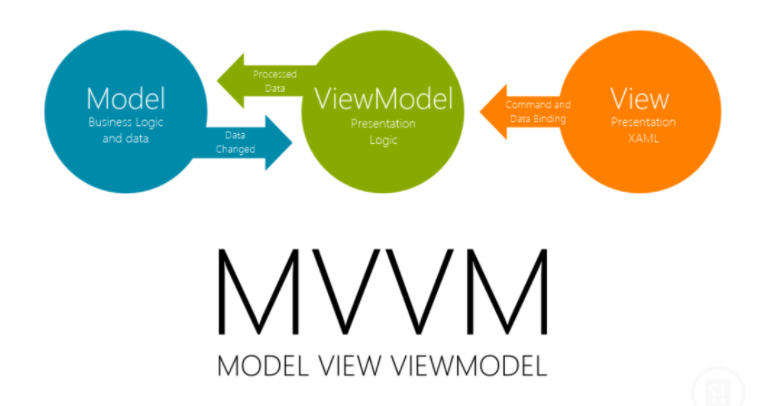 Model
Business Logic
and data
Processed
Data
Data
Changed
ViewModel
Presentation
Logic
Command and
Data Binding
View
Presentation
XAML
MVVM
MODEL VIEW VIEWMODEL